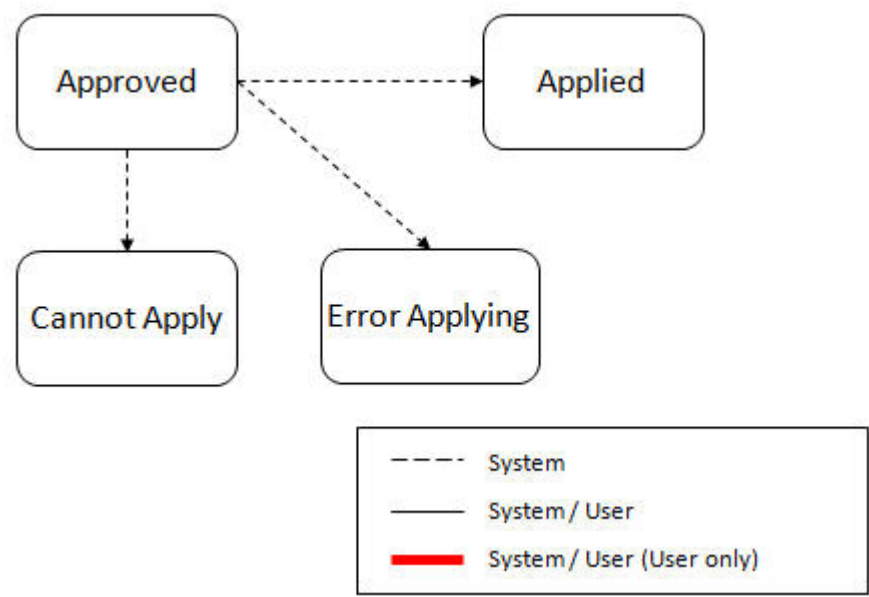 Approved
Applied
Cannot Apply
Error Applying
System
System / User
System / User (User only)